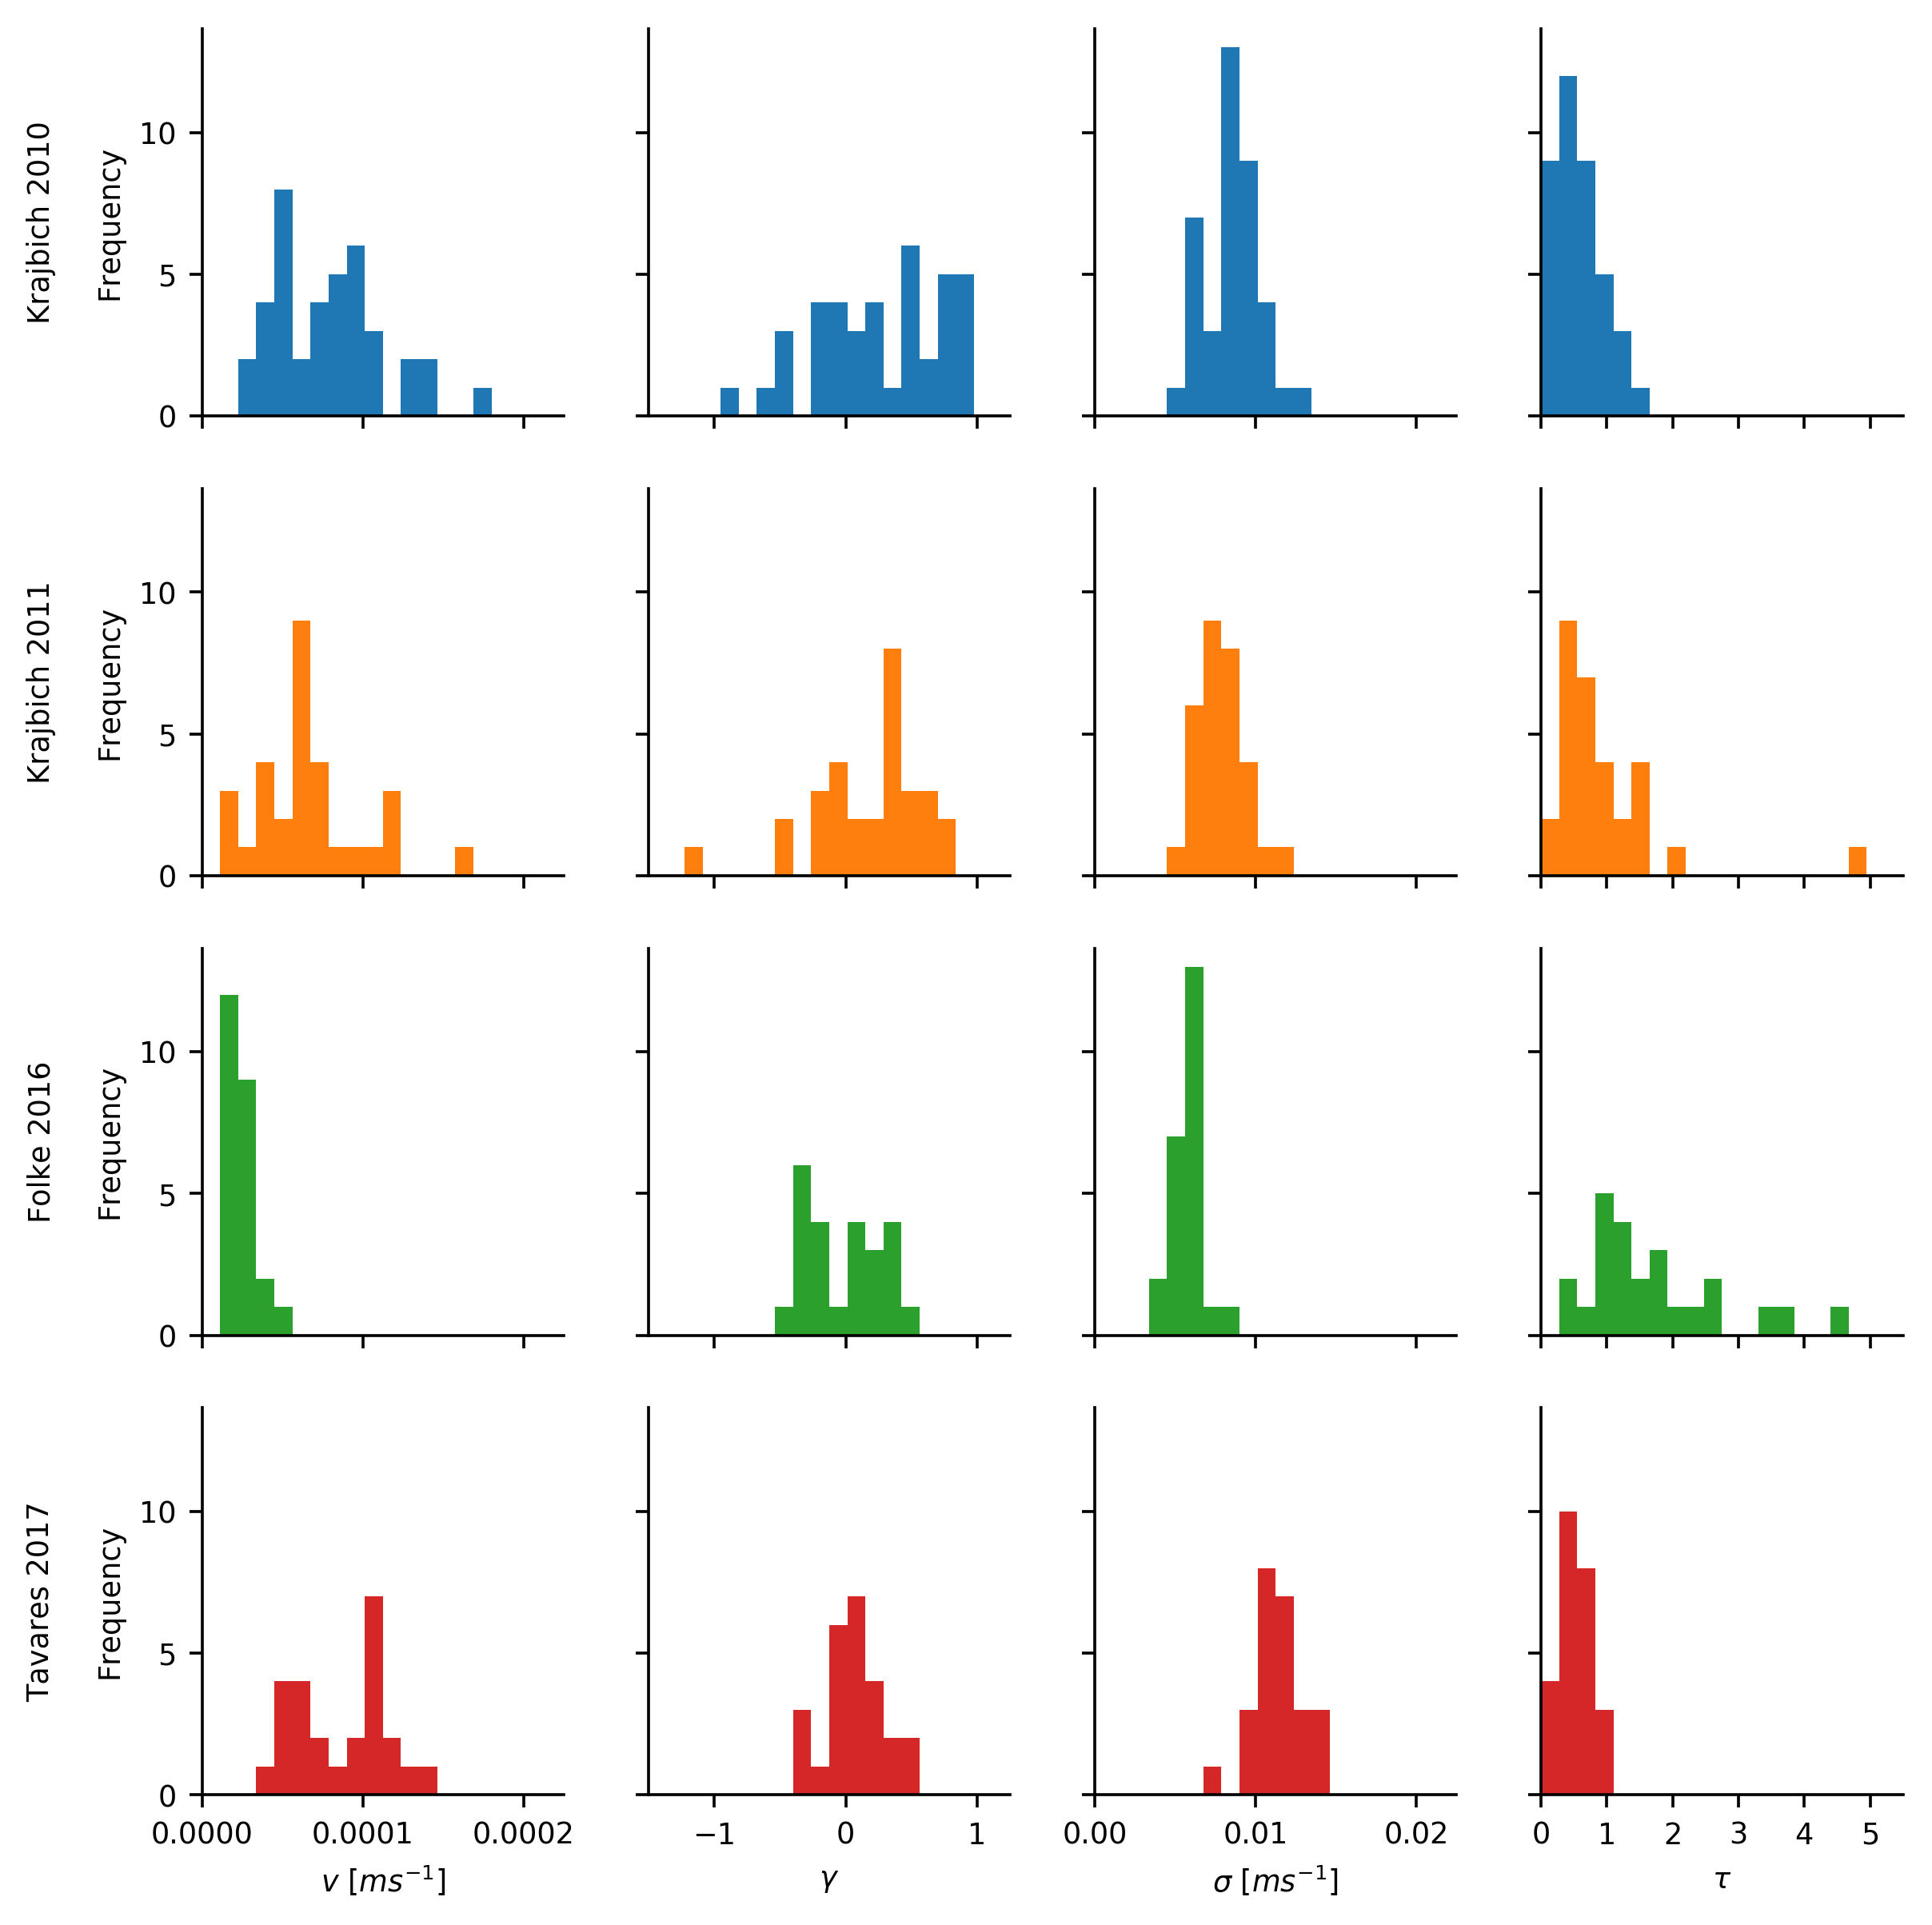 Krajbich 2010
Frequency
10
5
0
Krajbich 2011
Frequency
10
5
0
Folke 2016
Frequency
10
5
0
Tavares 2017
Frequency
10
5
0
0.0000 0.0001 0.0002
v [ms⁻¹]
−1 0 1
γ
0.00 0.01 0.02
σ [ms⁻¹]
0 1 2 3 4 5
τ